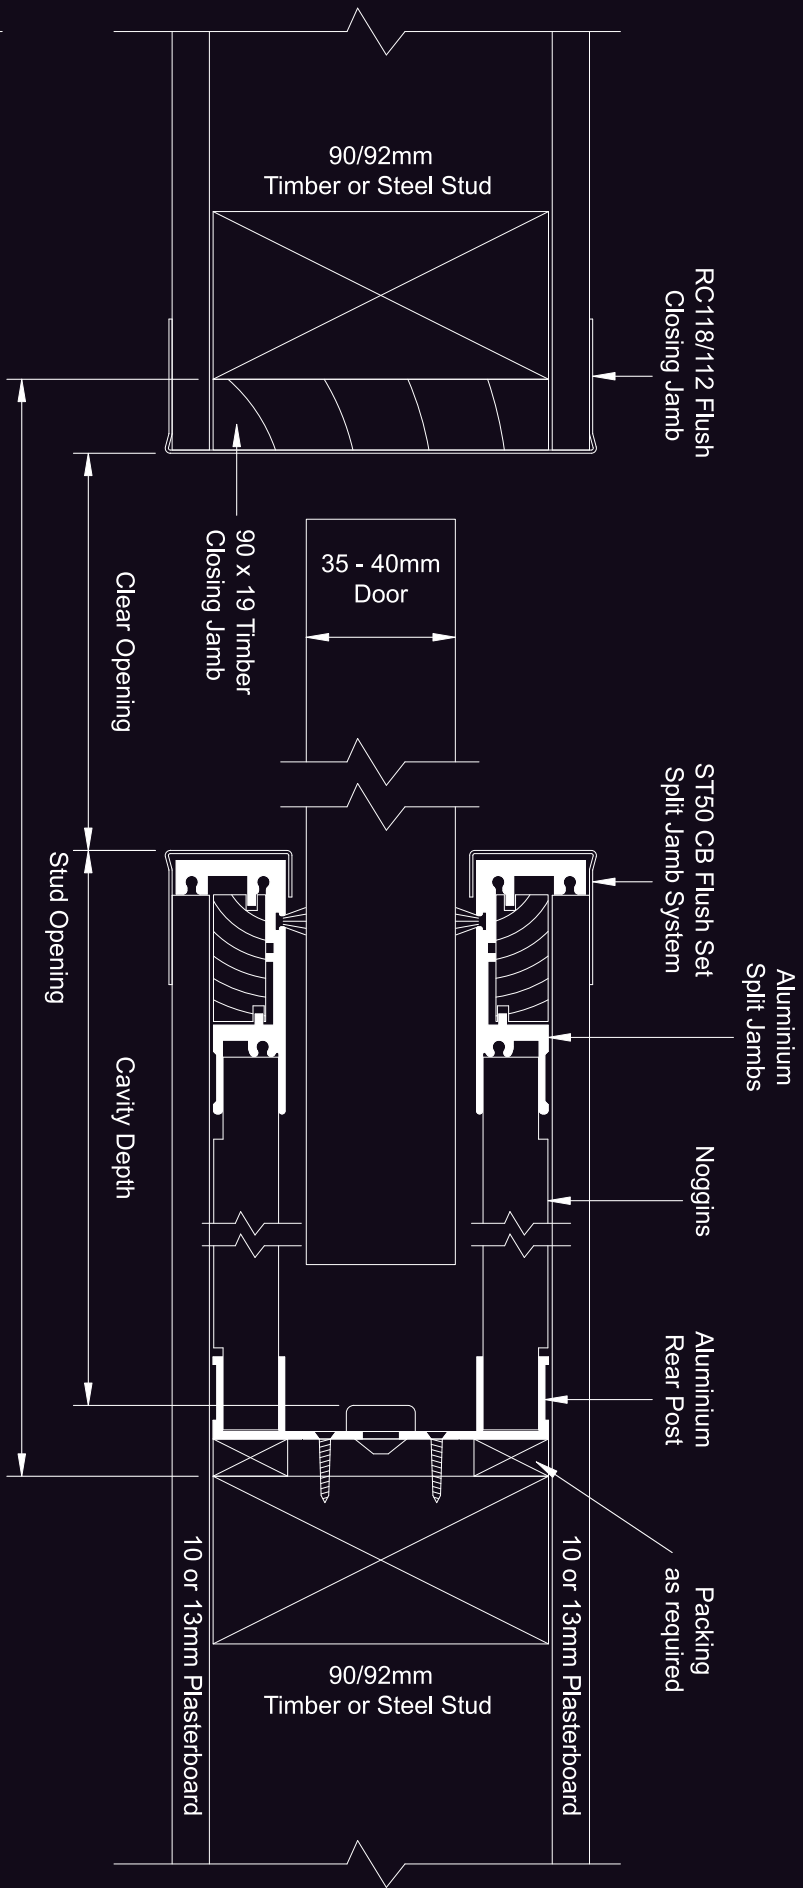 90/92mm
Timber or Steel Stud
RC118/112 Flush
Closing Jamb
90 x 19 Timber
Closing Jamb
35 - 40mm
Door
Clear Opening
ST50 CB Flush Set
Split Jamb System
Stud Opening
Aluminium
Split Jambs
Cavity Depth
Noggins
Aluminium
Rear Post
Packing
as required
10 or 13mm Plasterboard
10 or 13mm Plasterboard
90/92mm
Timber or Steel Stud